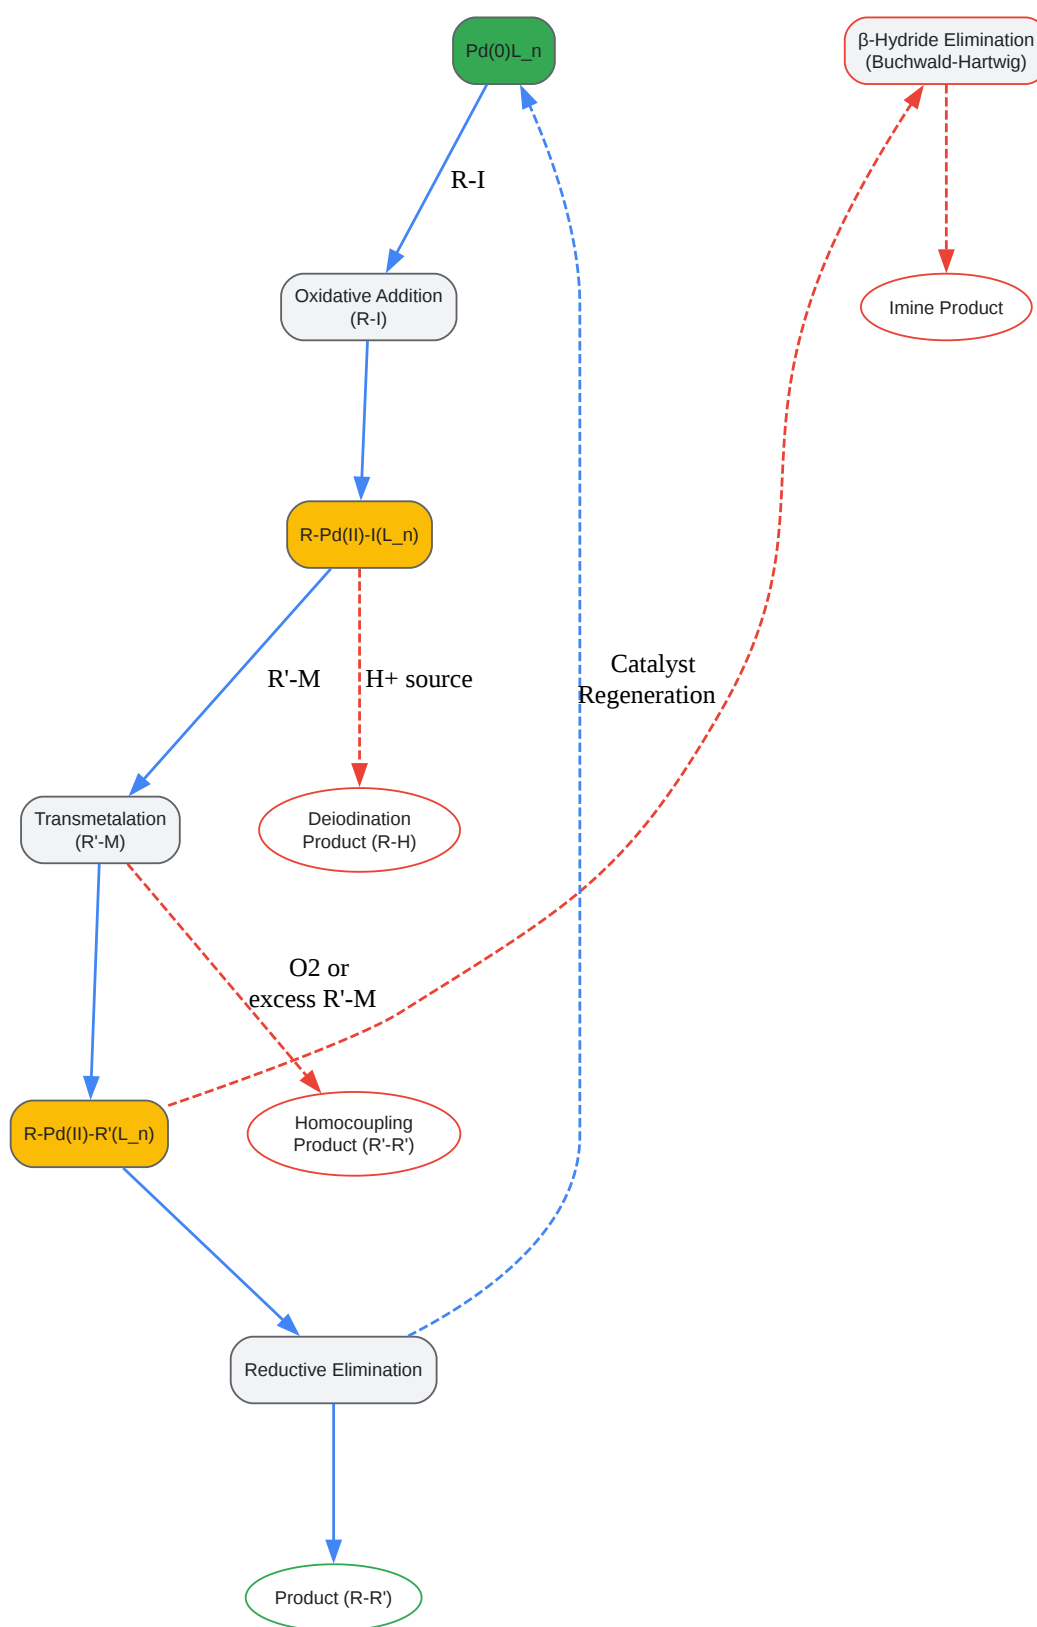 Pd(0)L_n
β-Hydride Elimination
(Buchwald-Hartwig)
R-I
Oxidative Addition
(R-I)
Imine Product
R-Pd(II)-I(L_n)
R'-M
H+ source
Catalyst
Regeneration
Transmetalation
(R'-M)
Deiodination
Product (R-H)
O2 or
excess R'-M
R-Pd(II)-R'(L_n)
Homocoupling
Product (R'-R')
Reductive Elimination
Product (R-R')